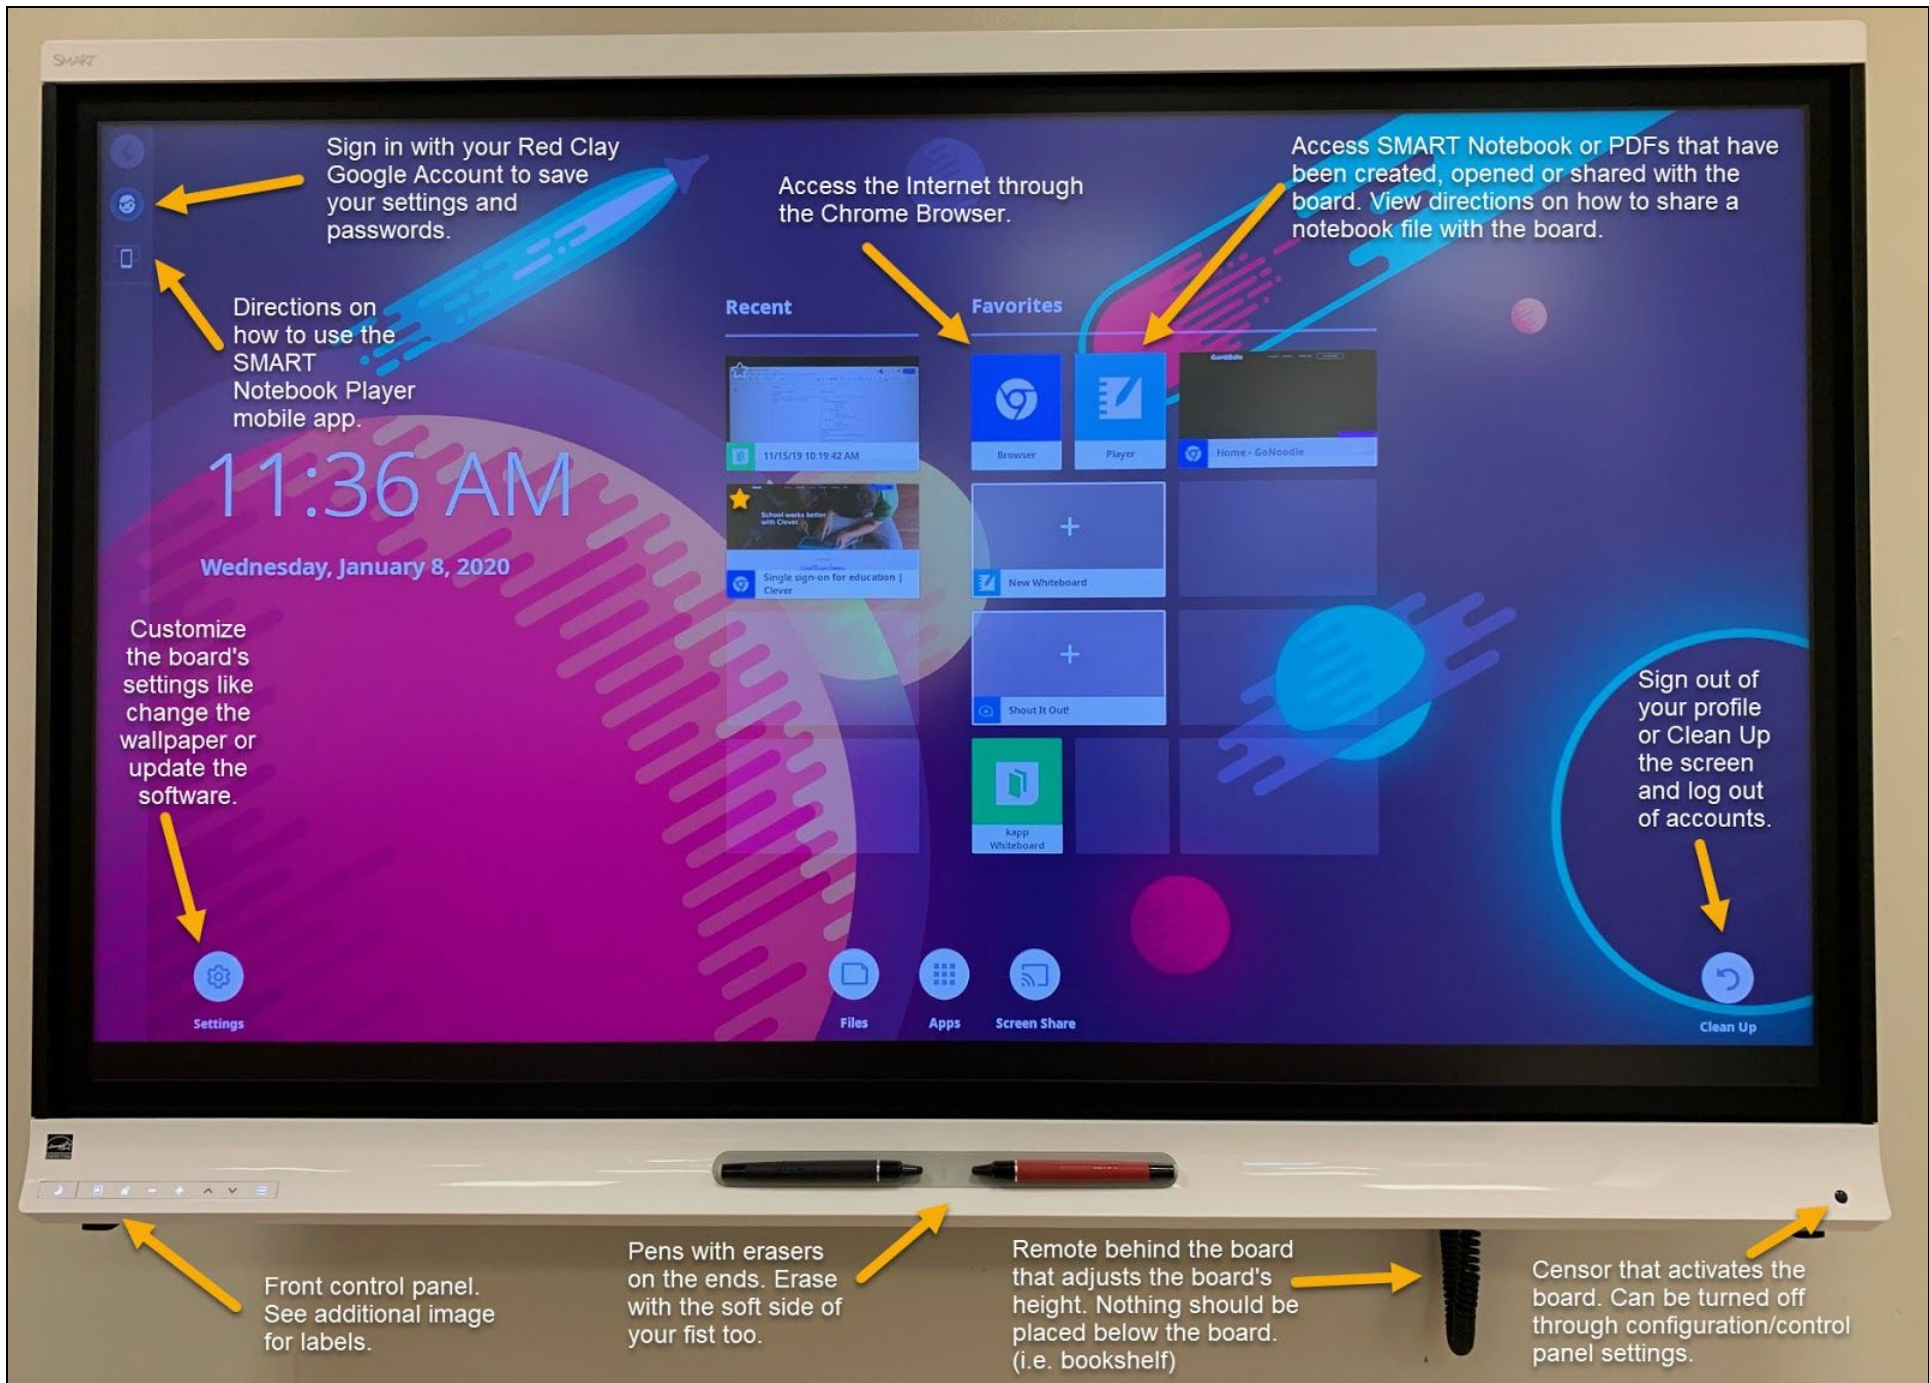 SMART
Sign in with your Red Clay
Google Account to save
your settings and
passwords.
Access the Internet through
the Chrome Browser.
Access SMART Notebook or PDFs that have
been created, opened or shared with the
board. View directions on how to share a
notebook file with the board.
Directions on
how to use the
SMART
Notebook Player
mobile app.
Recent
Favorites
11/15/19 10:19:42 AM
Browser
Player
GoNoodle
Home - GoNoodle
11:36 AM
Wednesday, January 8, 2020
School works better
with Clever
Single sign-on for education |
Clever
New Whiteboard
Shout It Out!
kapp
Whiteboard
Customize
the board's
settings like
change the
wallpaper or
update the
software.
Sign out of
your profile
or Clean Up
the screen
and log out
of accounts.
Settings
Files
Apps
Screen Share
Clean Up
Front control panel.
See additional image
for labels.
Pens with erasers
on the ends. Erase
with the soft side of
your fist too.
Remote behind the board
that adjusts the board's
height. Nothing should be
placed below the board.
(i.e. bookshelf)
Censor that activates the
board. Can be turned off
through configuration/control
panel settings.